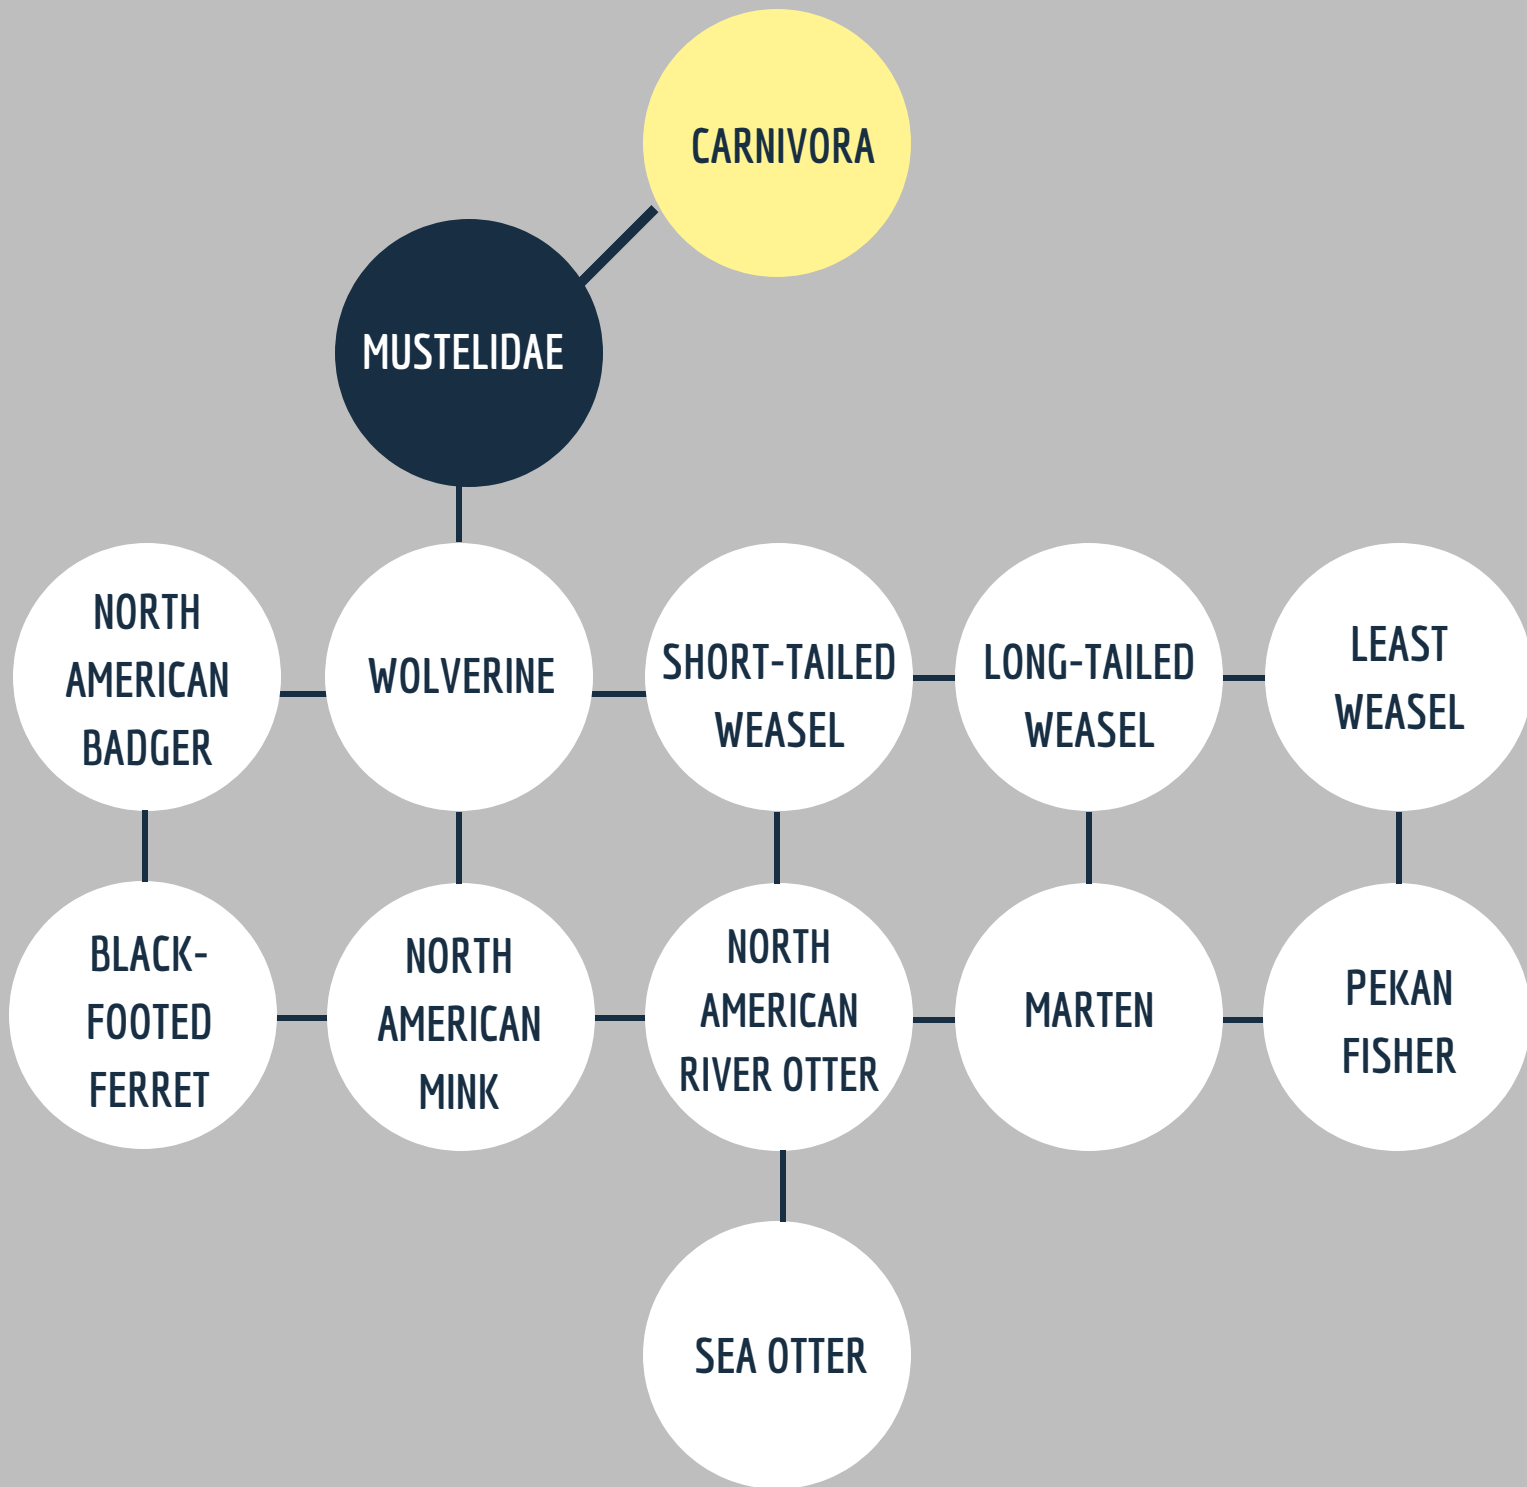 CARNIVORA
MUSTELIDAE
NORTH
AMERICAN
BADGER
WOLVERINE
SHORT-TAILED
WEASEL
LONG-TAILED
WEASEL
LEAST
WEASEL
BLACK-
FOOTED
FERRET
NORTH
AMERICAN
MINK
NORTH
AMERICAN
RIVER OTTER
MARTEN
PEKAN
FISHER
SEA OTTER